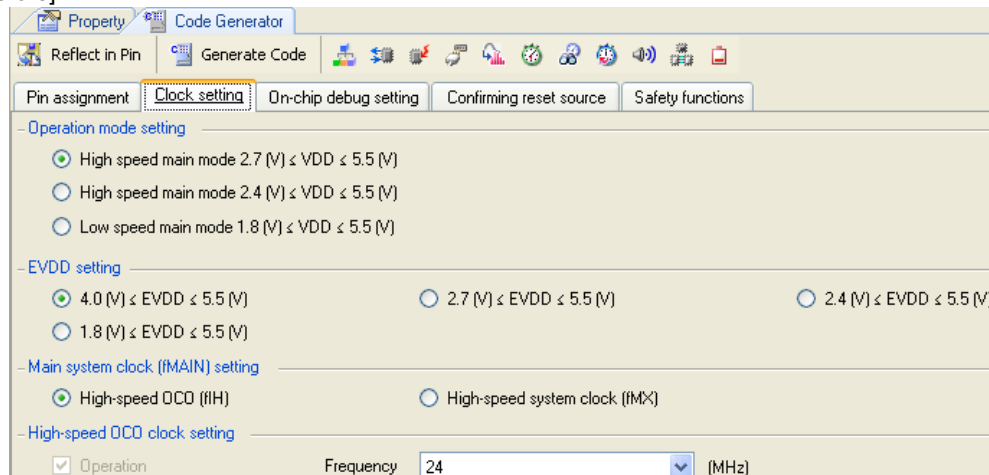 Property Code Generator
Reflect in Pin Generate Code
Pin assignment Clock setting On-chip debug setting Confirming reset source Safety functions
Operation mode setting
High speed main mode 2.7 (V) ≤ VDD ≤ 5.5 (V)
High speed main mode 2.4 (V) ≤ VDD ≤ 5.5 (V)
Low speed main mode 1.8 (V) ≤ VDD ≤ 5.5 (V)
EVDD setting
4.0 (V) ≤ EVDD ≤ 5.5 (V) 2.7 (V) ≤ EVDD ≤ 5.5 (V) 2.4 (V) ≤ EVDD ≤ 5.5 (V)
1.8 (V) ≤ EVDD ≤ 5.5 (V)
Main system clock (fMAIN) setting
High-speed OCO (fIH) High-speed system clock (fMX)
High-speed OCO clock setting
Operation Frequency 24 (MHz)